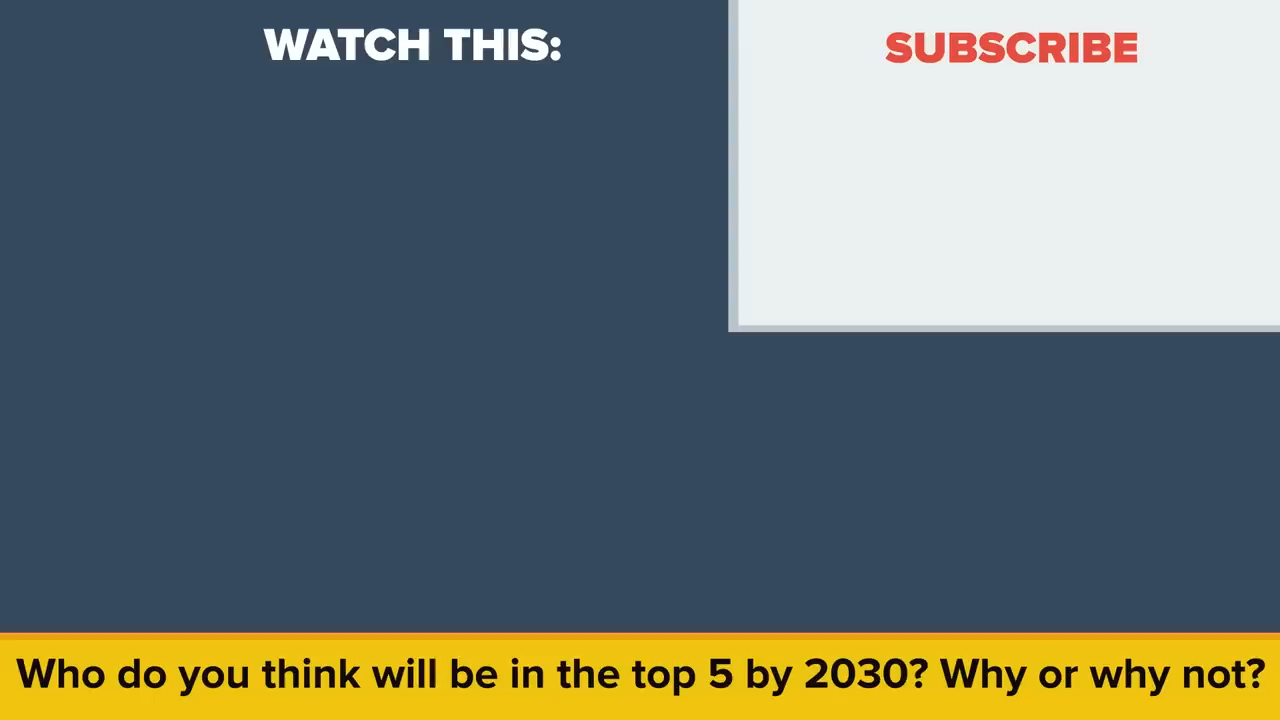 WATCH THIS:
SUBSCRIBE
Who do you think will be in the top 5 by 2030? Why or why not?